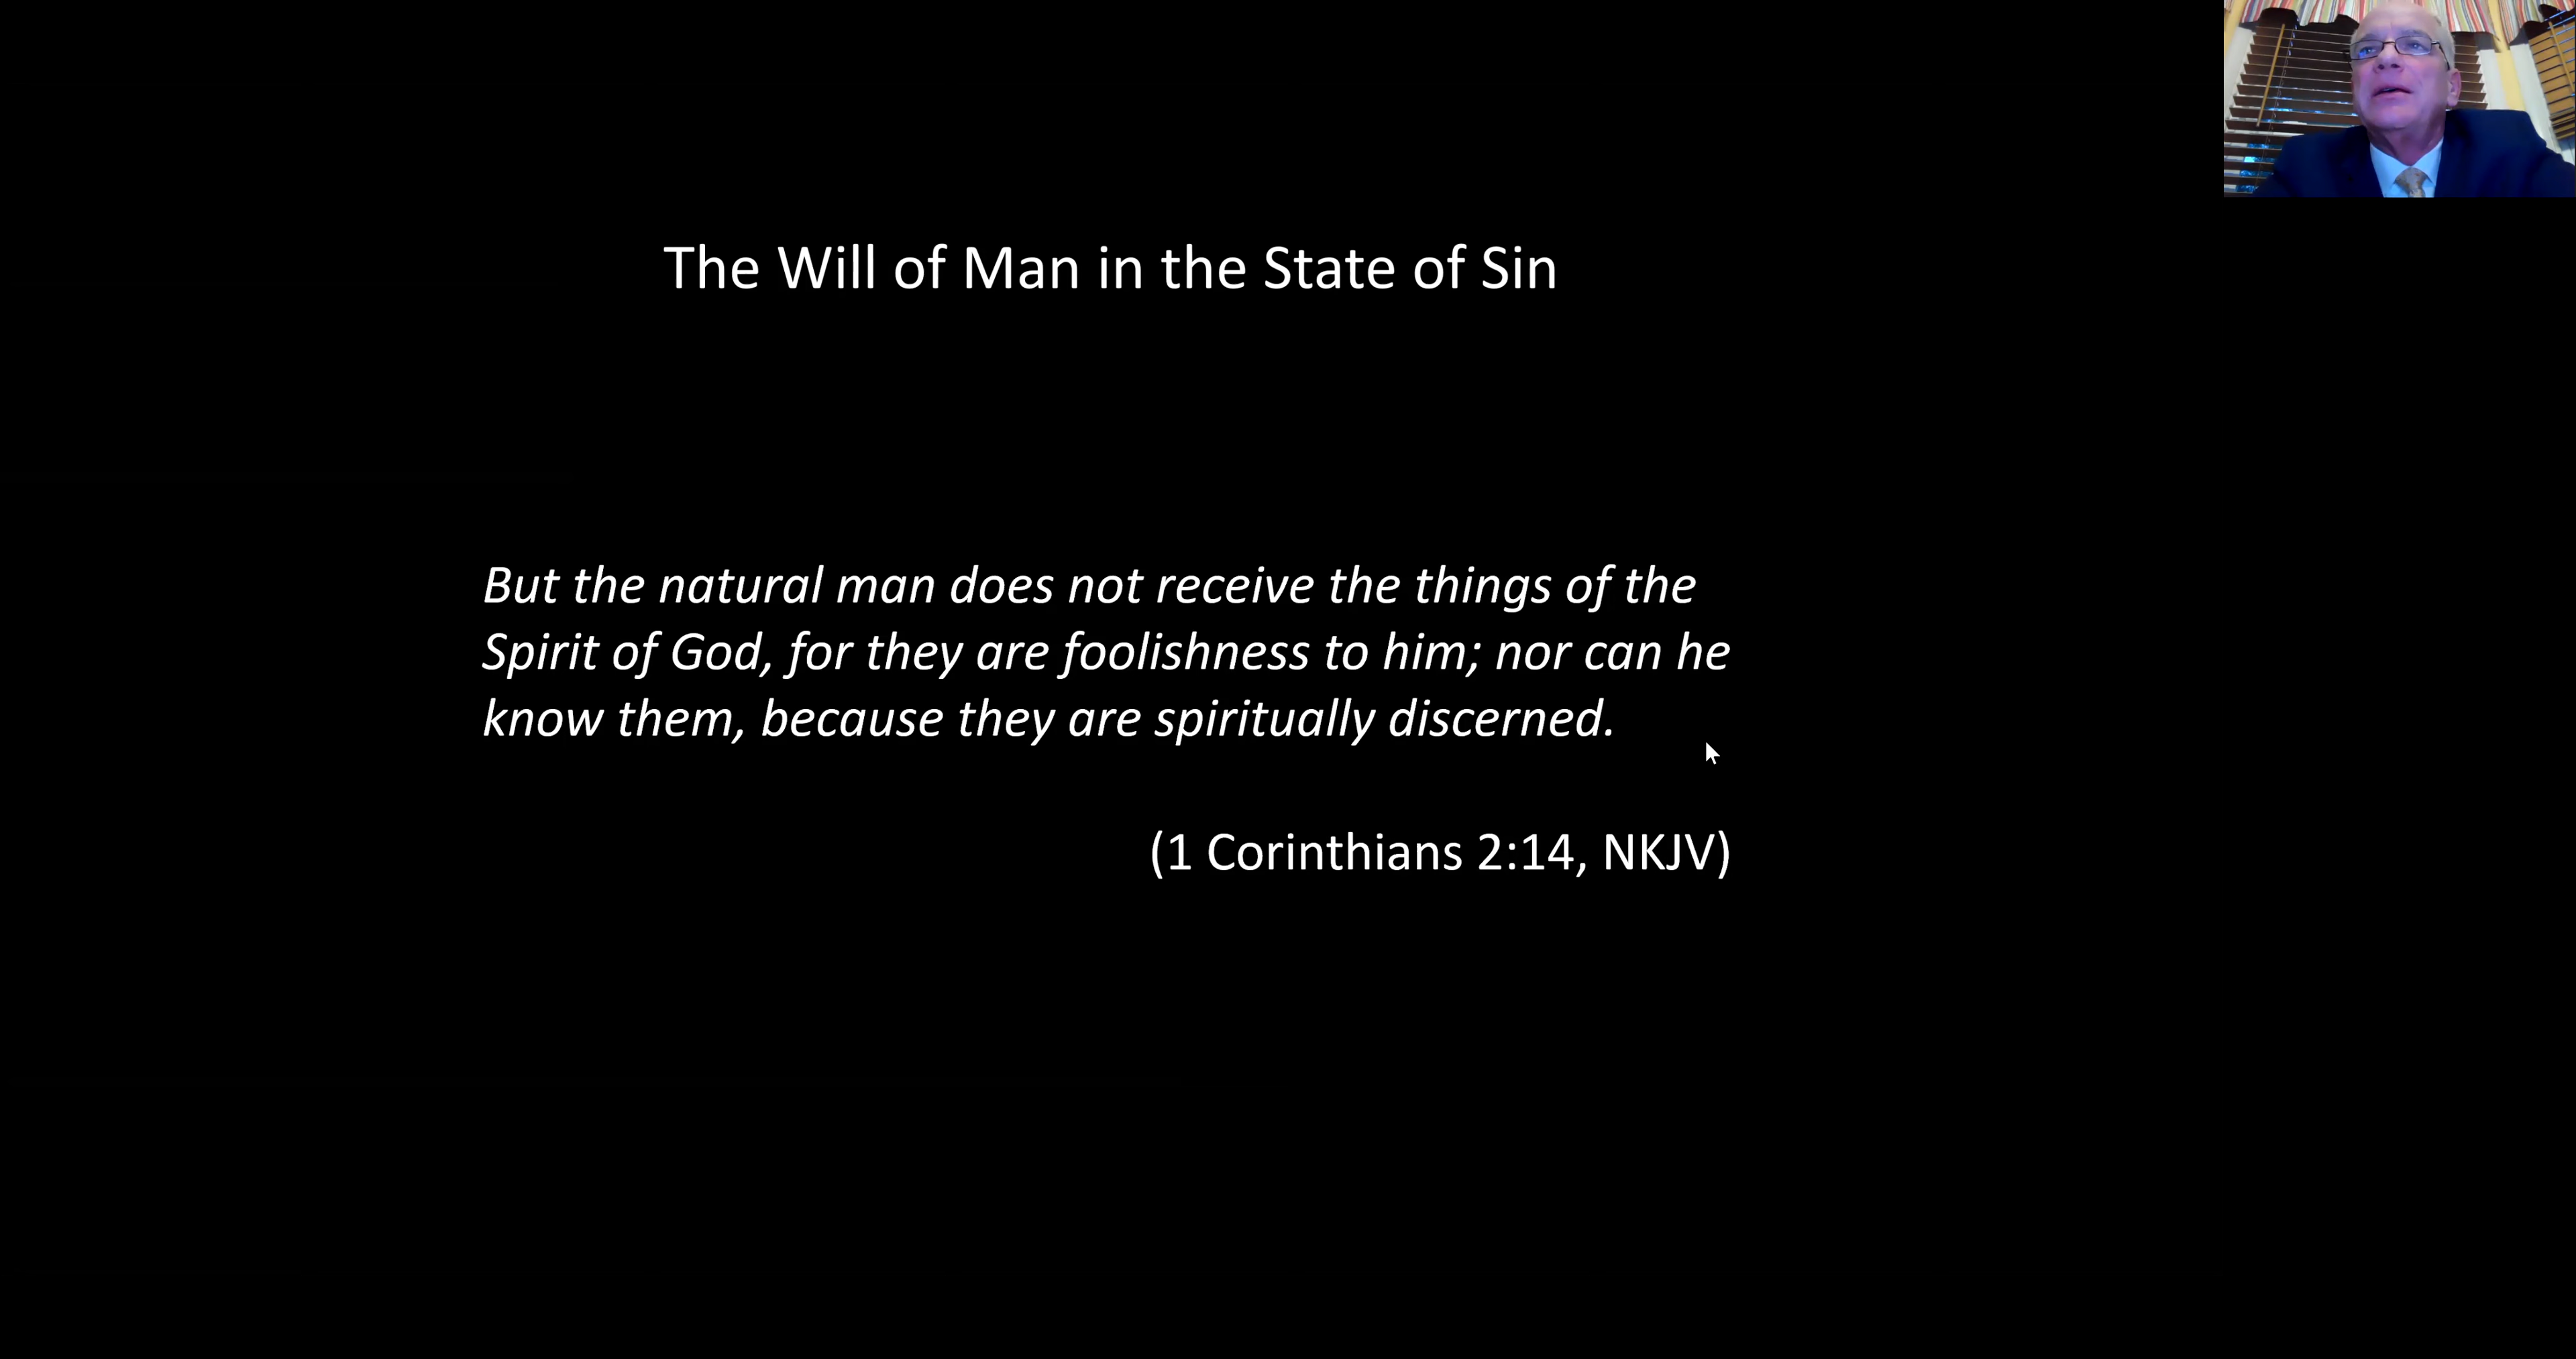 The Will of Man in the State of Sin
But the natural man does not receive the things of the
Spirit of God, for they are foolishness to him; nor can he
know them, because they are spiritually discerned.
(1 Corinthians 2:14, NKJV)